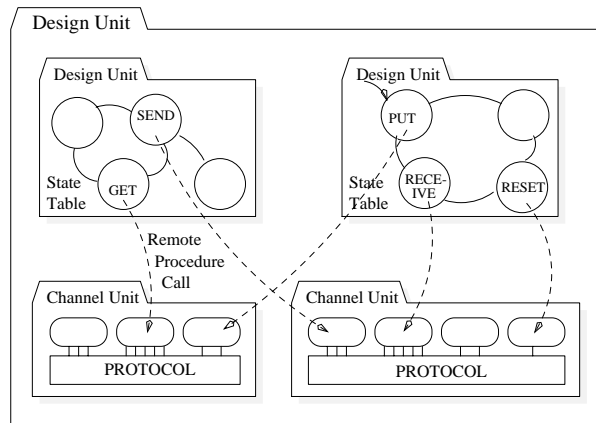 Design Unit
Design Unit
SEND
GET
State
Table
Design Unit
PUT
RECE-
IVE
RESET
State
Table
Remote
Procedure
Call
Channel Unit
PROTOCOL
Channel Unit
PROTOCOL